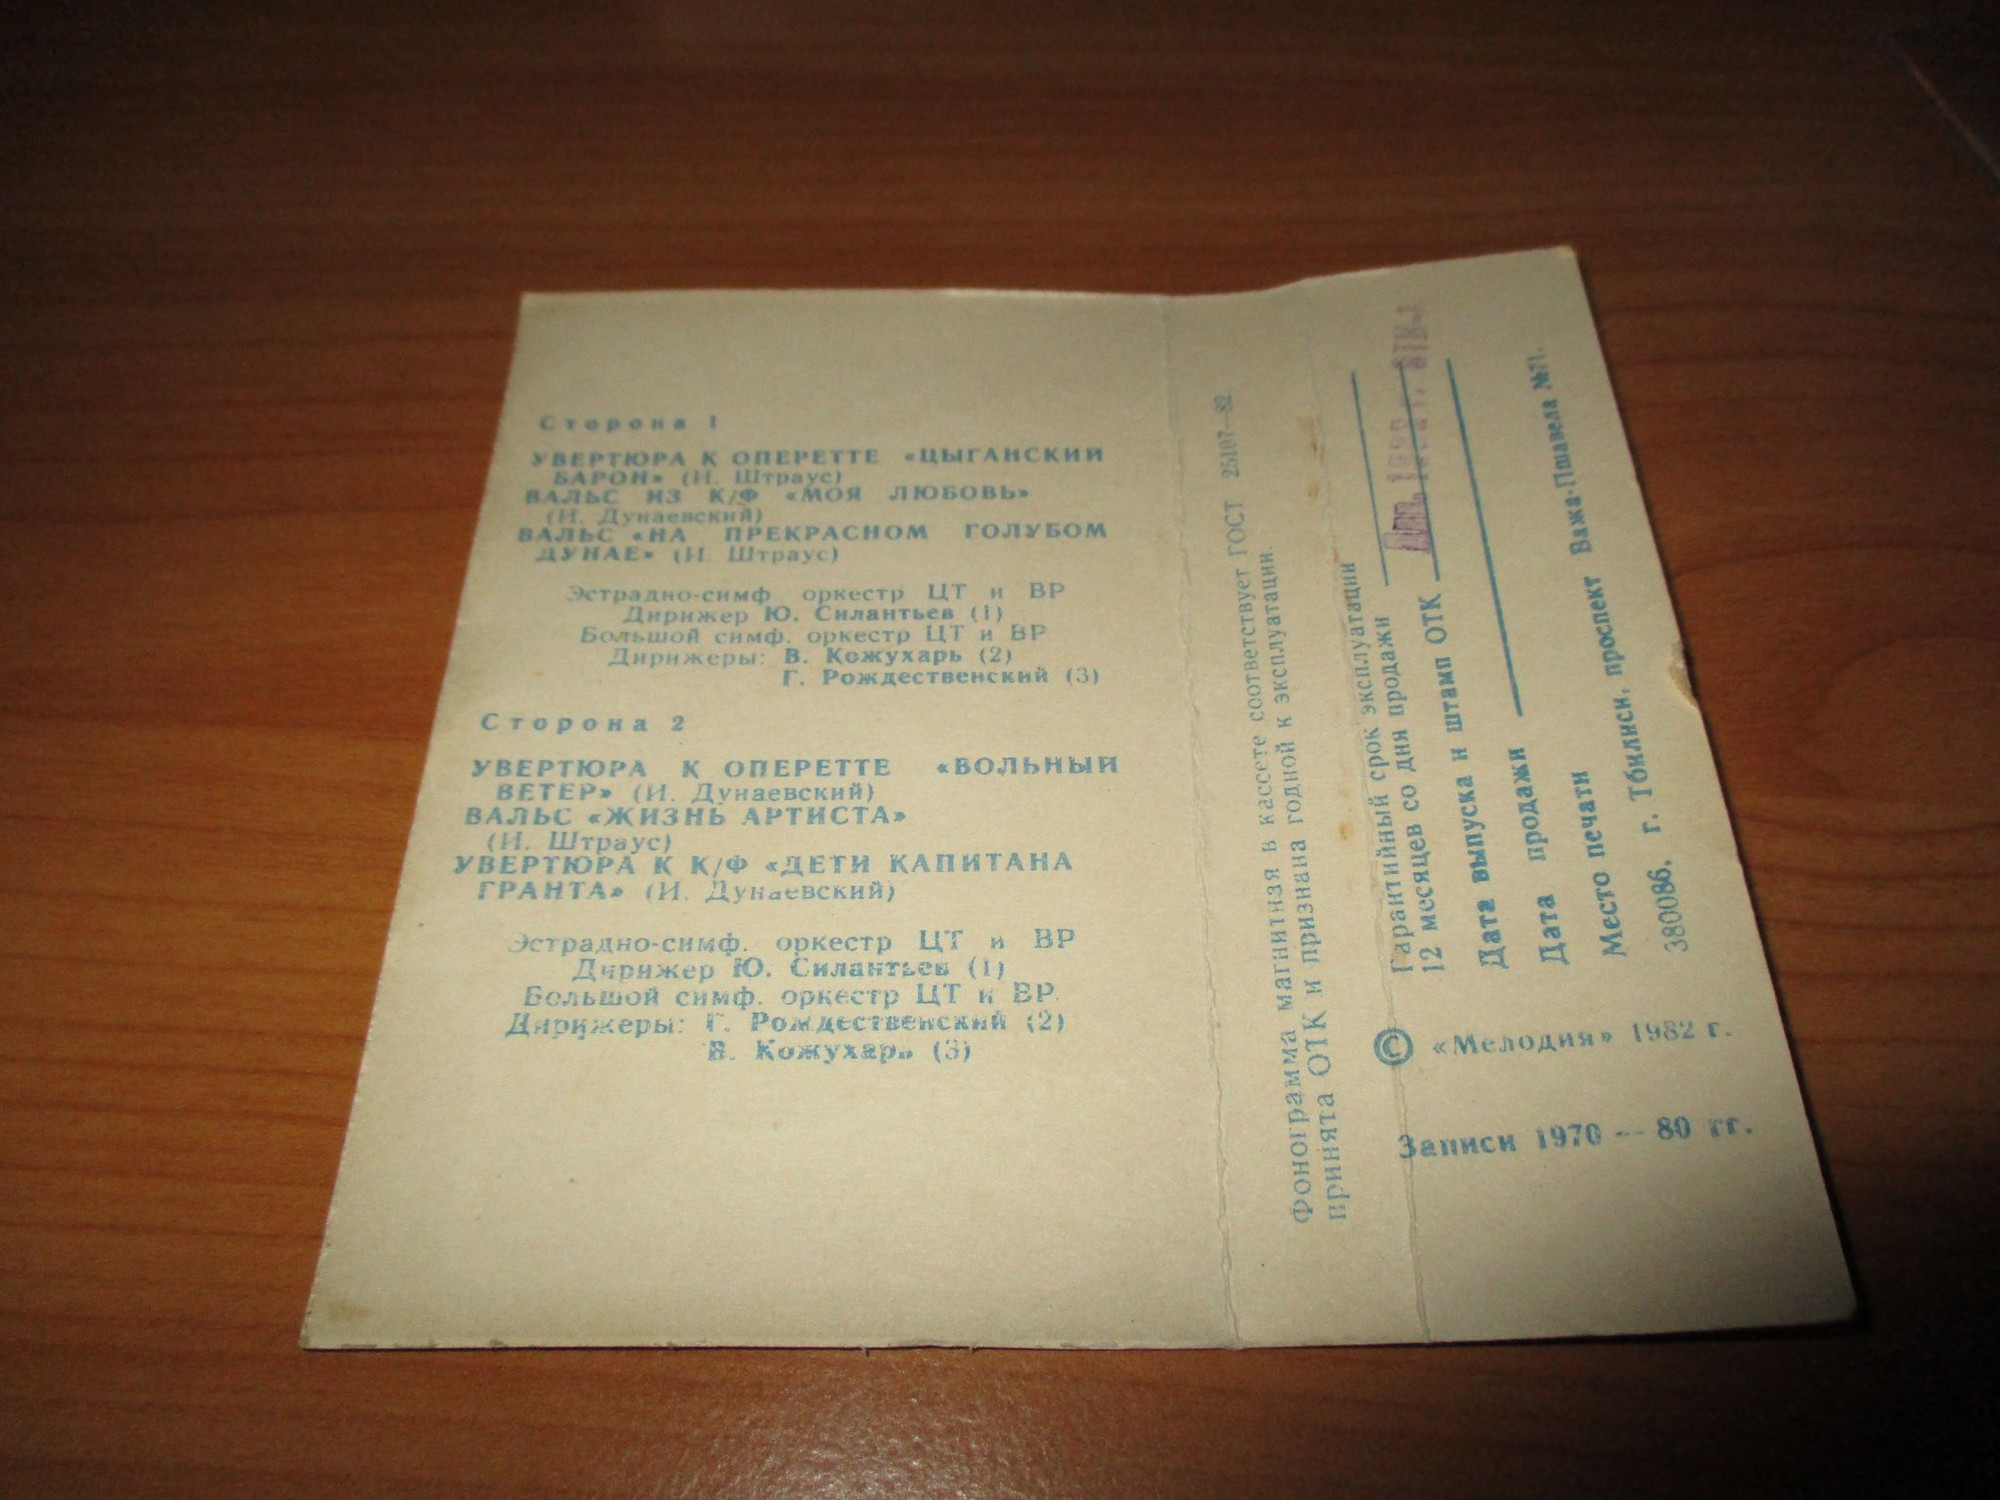 Сторона 1
УВЕРТЮРА К ОПЕРЕТТЕ «ЦЫГАНСКИЙ
БАРОН» (И. Штраус)
ВАЛЬС ИЗ К/Ф «МОЯ ЛЮБОВЬ»
(И. Дунаевский)
ВАЛЬС «НА ПРЕКРАСНОМ ГОЛУБОМ
ДУНАЕ» (И. Штраус)
Эстрадно-симф. оркестр ЦТ и ВР
Дирижер Ю. Силантьев (1)
Большой симф. оркестр ЦТ и ВР
Дирижеры: В. Кожухарь (2)
Г. Рождественский (3)
Сторона 2
УВЕРТЮРА К ОПЕРЕТТЕ «ВОЛЬНЫЙ
ВЕТЕР» (И. Дунаевский)
ВАЛЬС «ЖИЗНЬ АРТИСТА»
(И. Штраус)
УВЕРТЮРА К К/Ф «ДЕТИ КАПИТАНА
ГРАНТА» (И. Дунаевский)
Эстрадно-симф. оркестр ЦТ и ВР
Дирижер Ю. Силантьев (1)
Большой симф. оркестр ЦТ и ВР
Дирижеры: Г. Рождественский (2)
В. Кожухарь (3)
Фонограмма магнитная в кассете соответствует ГОСТ 25107—82
принята ОТК и признана годной к эксплуатации.
Гарантийный срок эксплуатации
12 месяцев со дня продажи
Дата выпуска и штамп ОТК
Дата продажи
Место печати
380086. г. Тбилиси, проспект Важа-Пшавела №71.
© «Мелодия» 1982 г.
Записи 1970—80 гг.